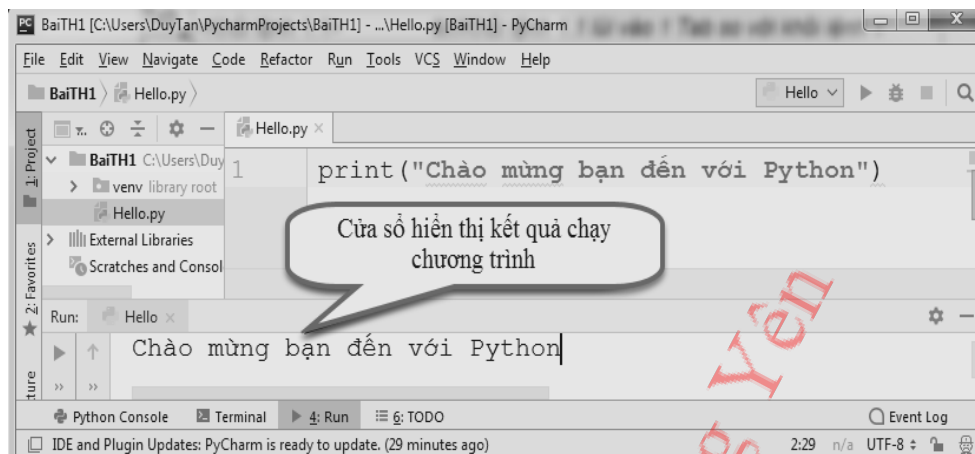 BaiTH1 [C:\Users\DuyTan\PycharmProjects\BaiTH1] - ...\Hello.py [BaiTH1] - PyCharm
File Edit View Navigate Code Refactor Run Tools VCS Window Help
BaiTH1 Hello.py Hello
1: Project
Hello.py
BaiTH1 C:\Users\Duy
venv library root
Hello.py
External Libraries
Scratches and Consol
1 print("Chào mừng bạn đến với Python")
Cửa sổ hiển thị kết quả chạy
chương trình
2: Favorites
Run: Hello
Chào mừng bạn đến với Python
Yên
Python Console Terminal 4: Run 6: TODO Event Log
IDE and Plugin Updates: PyCharm is ready to update. (29 minutes ago) 2:29 n/a UTF-8